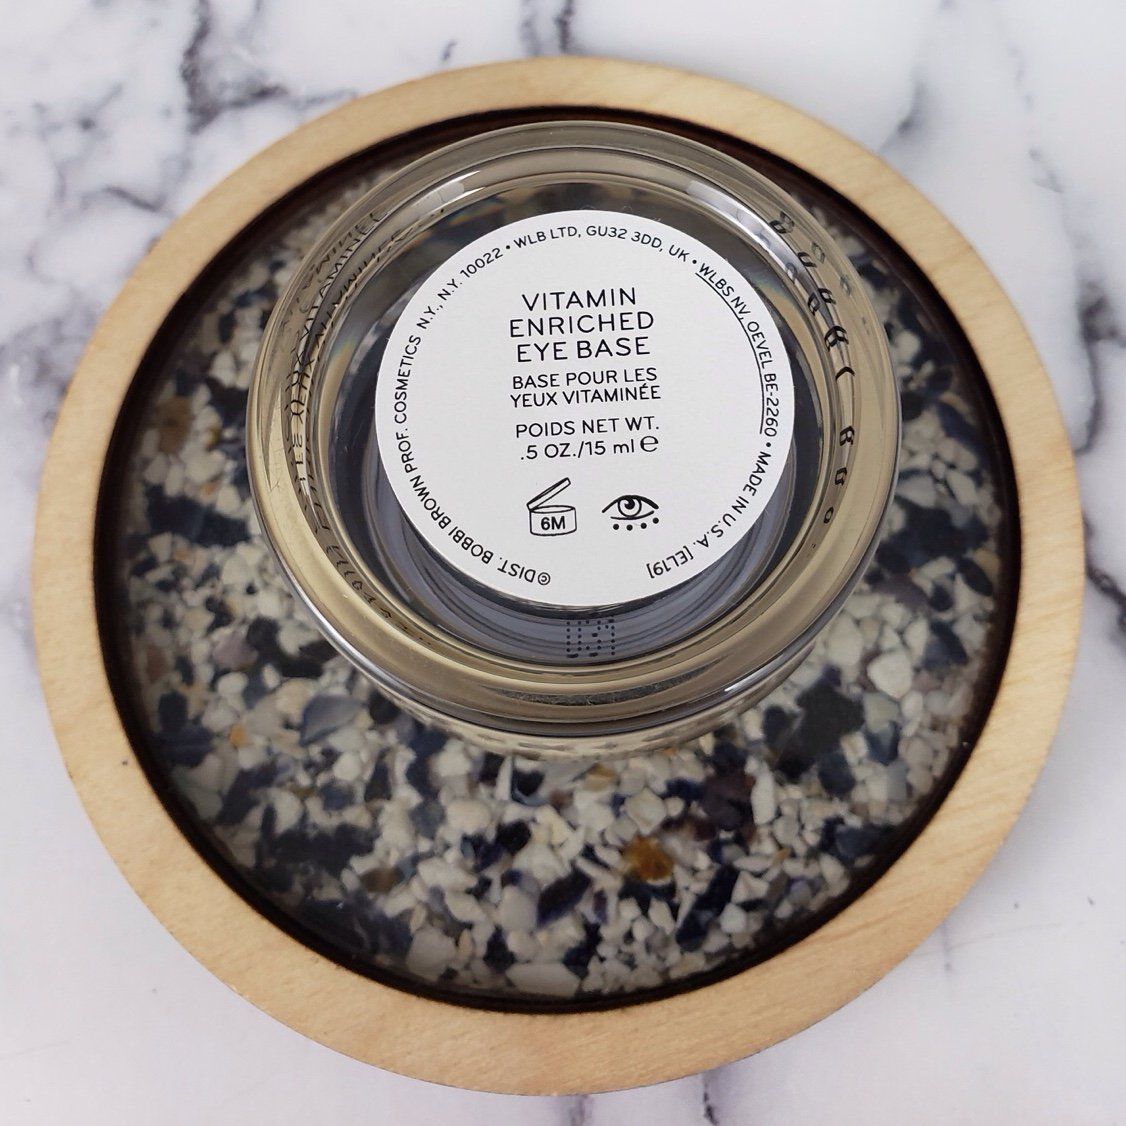 VITAMIN
ENRICHED
EYE BASE
BASE POUR LES
YEUX VITAMINÉE
POIDS NET WT.
.5 OZ./15 ml ℮
6M
©DIST. BOBBI BROWN PROF. COSMETICS N.Y., N.Y. 10022 • WLB LTD, GU32 3DD, UK • WLBS NV, OEVEL BE-2260 • MADE IN U.S.A. [EL19]